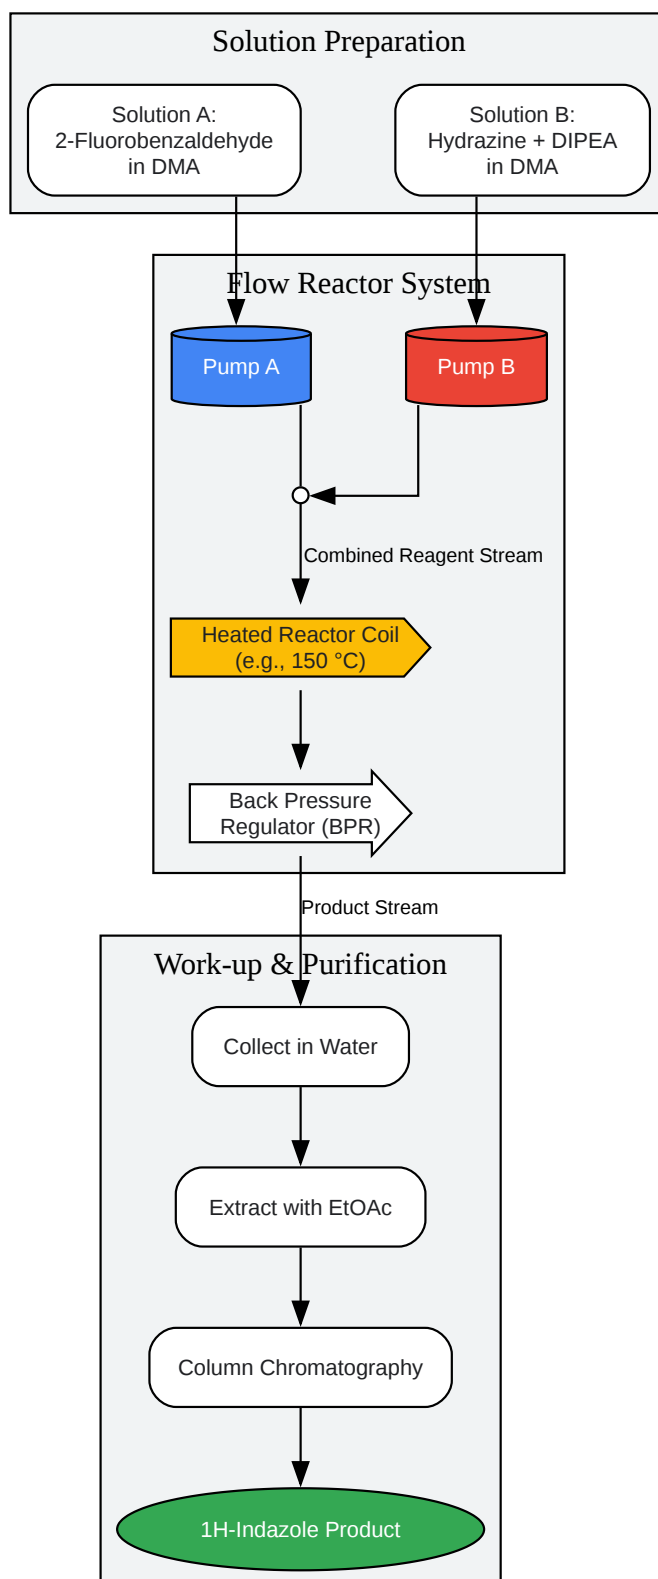 Solution Preparation
Solution A:
2-Fluorobenzaldehyde
in DMA
Solution B:
Hydrazine + DIPEA
in DMA
Flow Reactor System
Pump A
Pump B
Combined Reagent Stream
Heated Reactor Coil
(e.g., 150 °C)
Back Pressure
Regulator (BPR)
Product Stream
Work-up & Purification
Collect in Water
Extract with EtOAc
Column Chromatography
1H-Indazole Product